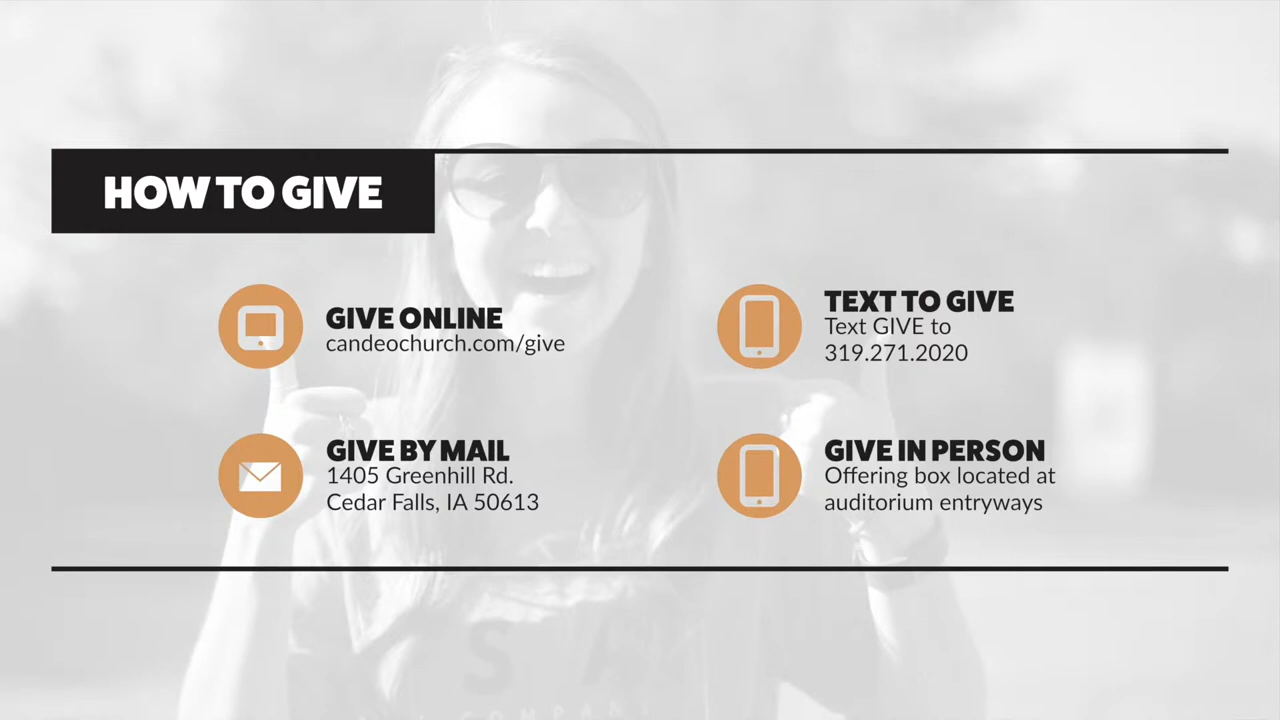 HOW TO GIVE
GIVE ONLINE
candeochurch.com/give
TEXT TO GIVE
Text GIVE to
319.271.2020
GIVE BY MAIL
1405 Greenhill Rd.
Cedar Falls, IA 50613
GIVE IN PERSON
Offering box located at
auditorium entryways